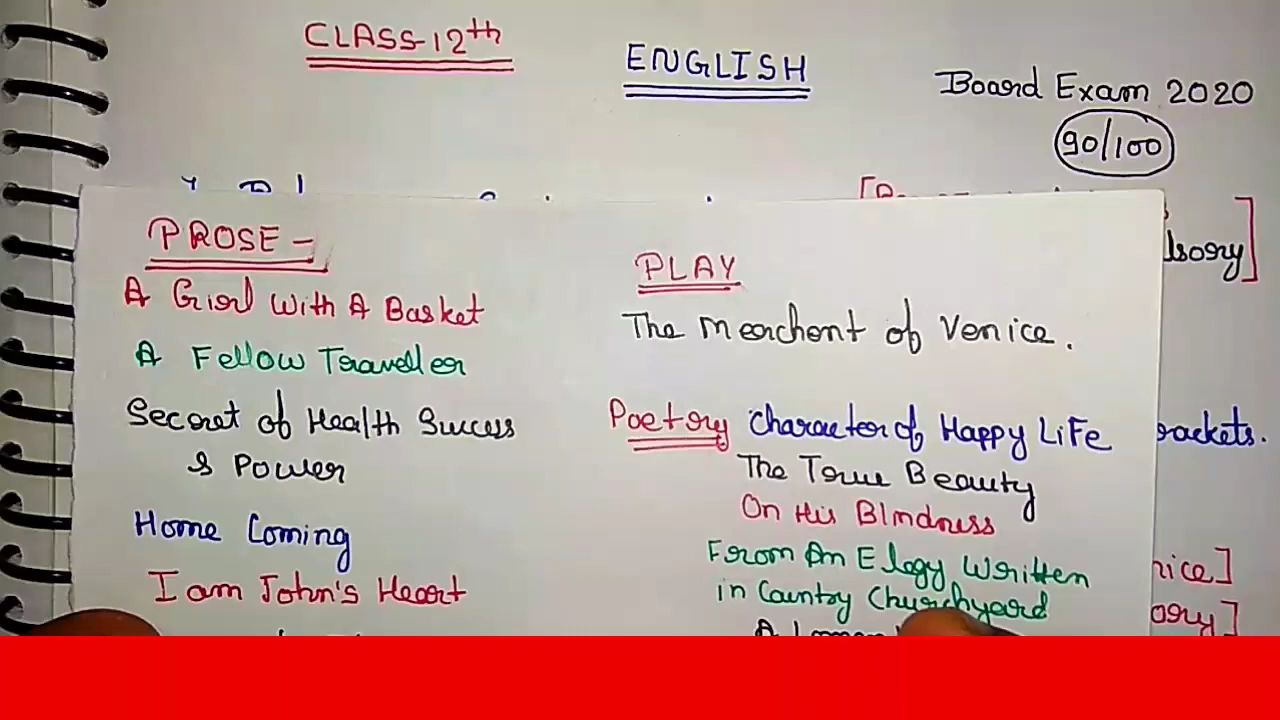 CLASS-12th
ENGLISH
Board Exam 2020
90/100
PROSE -
A Girl With A Basket
A Fellow Traveller
Secret of Health Success
& Power
Home Coming
I am John's Heart
PLAY
The Merchant of Venice.
Poetry Character of Happy Life
The True Beauty
On His Blindness
From An Elegy Written
in Country Churchyard